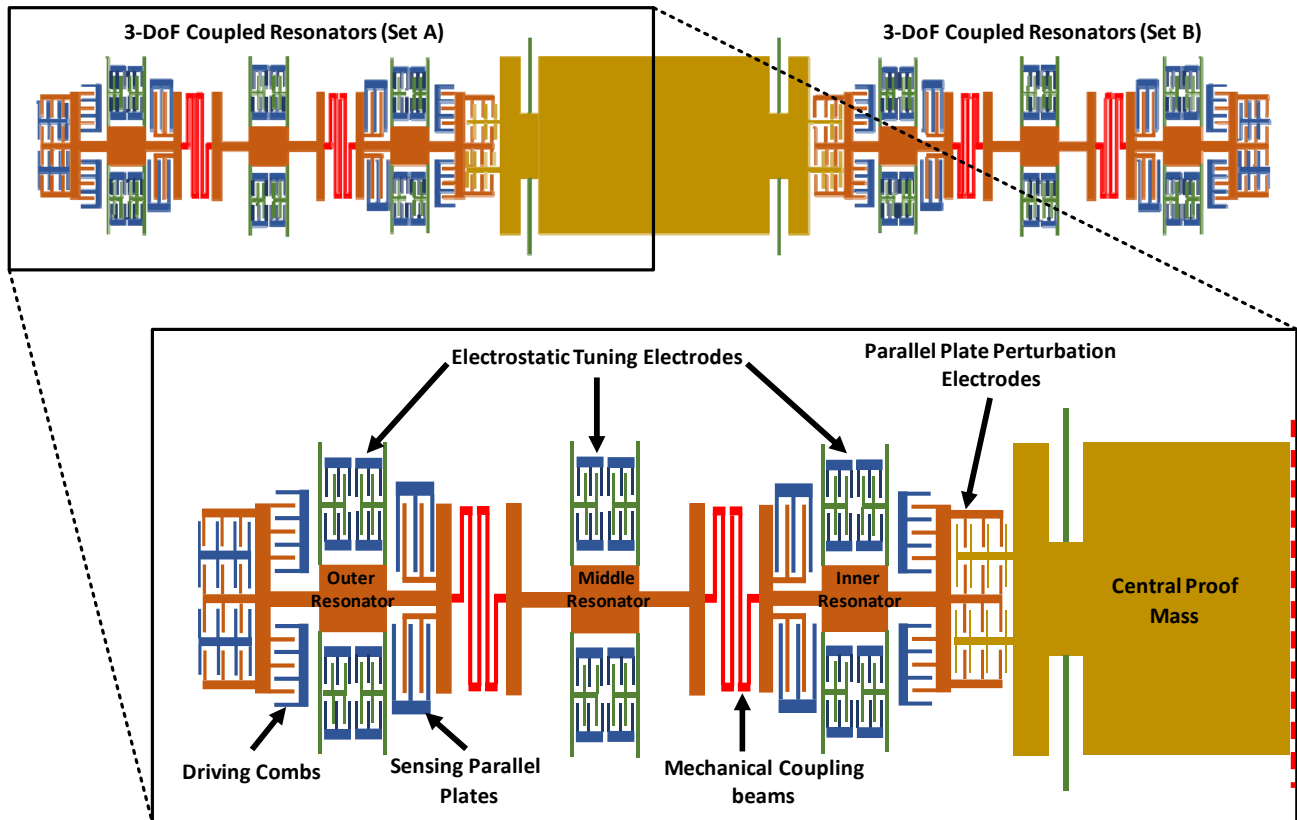 3-DoF Coupled Resonators (Set A)
3-DoF Coupled Resonators (Set B)
Electrostatic Tuning Electrodes
Parallel Plate Perturbation
Electrodes
Outer
Resonator
Middle
Resonator
Inner
Resonator
Central Proof
Mass
Driving Combs
Sensing Parallel
Plates
Mechanical Coupling
beams